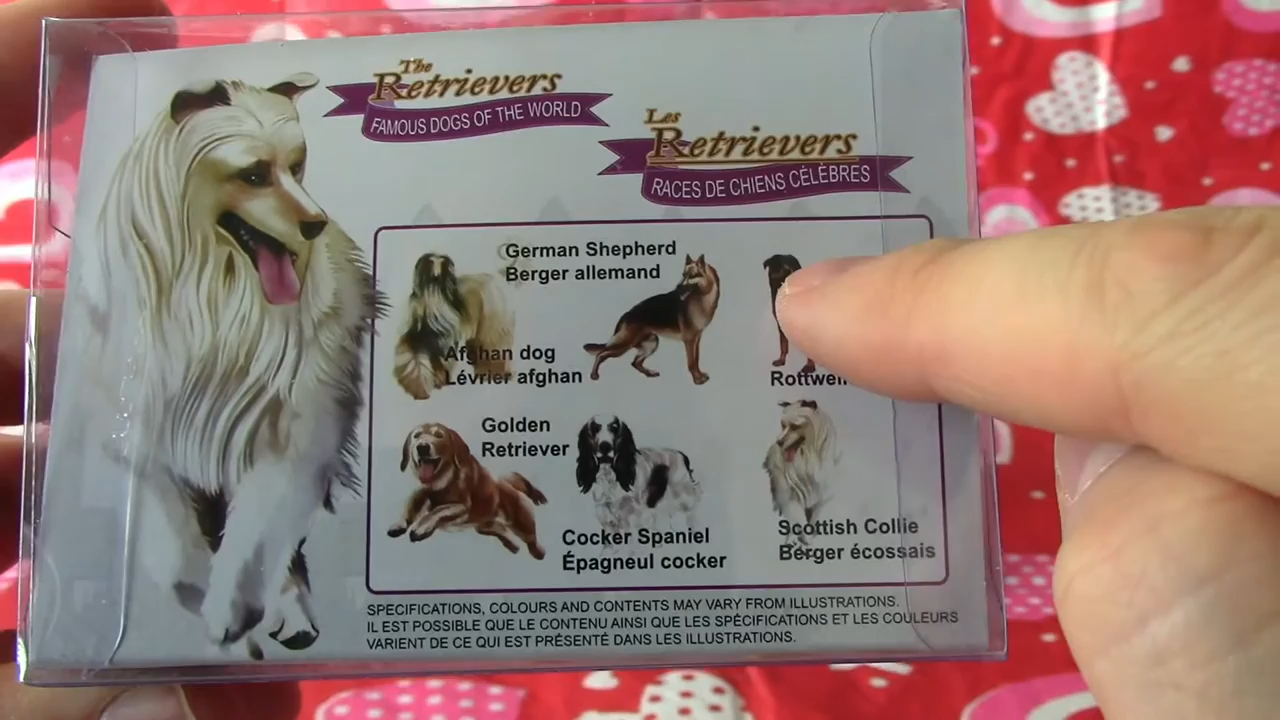 The
Retrievers
FAMOUS DOGS OF THE WORLD
Les
Retrievers
RACES DE CHIENS CÉLÈBRES
German Shepherd
Berger allemand
Afghan dog
Lévrier afghan
Golden
Retriever
Cocker Spaniel
Épagneul cocker
Scottish Collie
Berger écossais
SPECIFICATIONS, COLOURS AND CONTENTS MAY VARY FROM ILLUSTRATIONS.
IL EST POSSIBLE QUE LE CONTENU AINSI QUE LES SPÉCIFICATIONS ET LES COULEURS
VARIENT DE CE QUI EST PRÉSENTÉ DANS LES ILLUSTRATIONS.